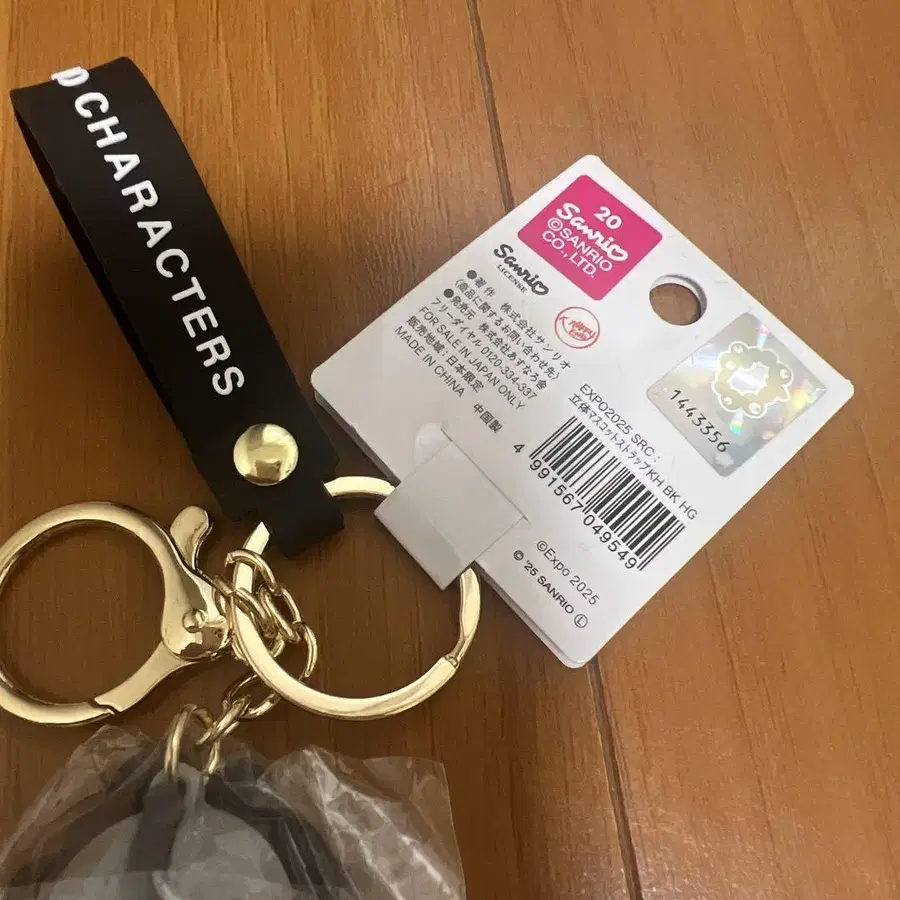 D CHARACTERS
20
Sanrio
©SANRIO
CO., LTD.
Sanrio
LICENSE
●著作 株式会社サンリオ
(商品に関するお問い合わせ先)
●発売元 株式会社あすなろ舎
フリーダイヤル 0120-334-337
FOR SALE IN JAPAN ONLY
販売地域:日本限定
MADE IN CHINA
中国製
EXPO2025 SRC:
立体マスコットストラップKH BK HG
4 991567 049549
©Expo 2025
© '25 SANRIO Ⓛ
1443356